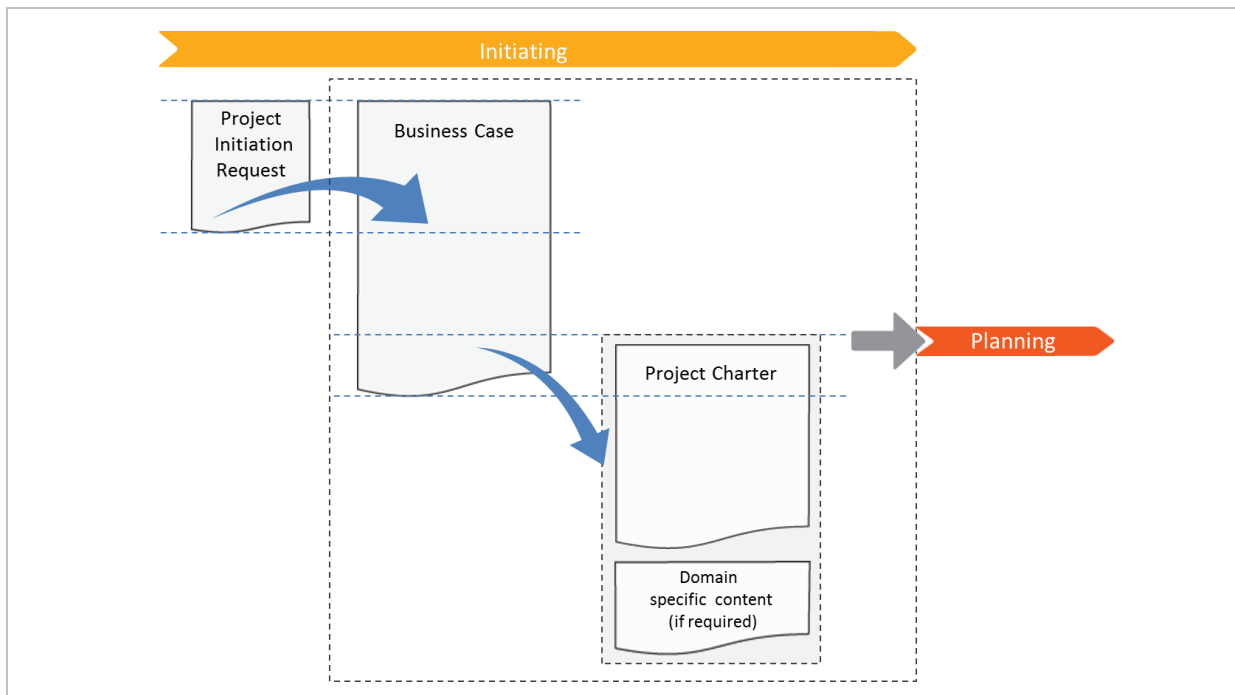 Initiating
Project
Initiation
Request
Business Case
Planning
Project Charter
Domain
specific content
(if required)